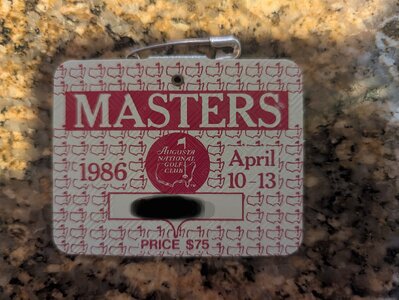 MASTERS
1986
AUGUSTA
NATIONAL
GOLF
CLUB
April
10-13
PRICE $75